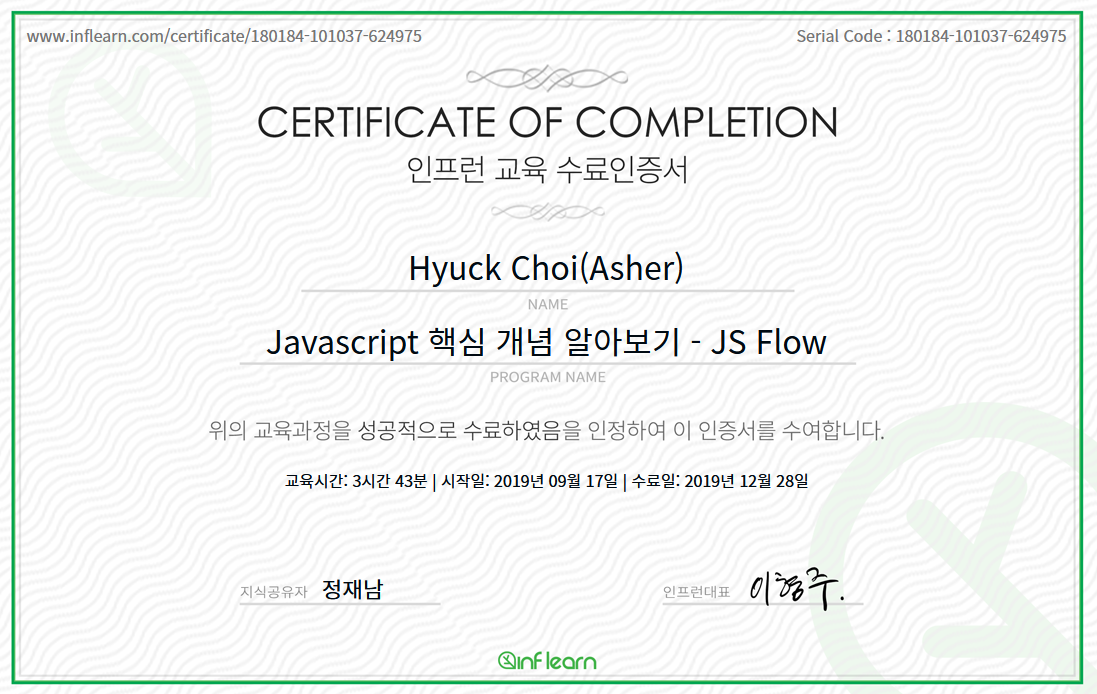 www.inflearn.com/certificate/180184-101037-624975
Serial Code : 180184-101037-624975
CERTIFICATE OF COMPLETION
인프런 교육 수료인증서
Hyuck Choi(Asher)
NAME
Javascript 핵심 개념 알아보기 - JS Flow
PROGRAM NAME
위의 교육과정을 성공적으로 수료하였음을 인정하여 이 인증서를 수여합니다.
교육시간: 3시간 43분 | 시작일: 2019년 09월 17일 | 수료일: 2019년 12월 28일
지식공유자 정재남
인프런대표 이형주.
inflearn